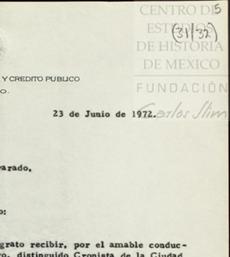 5
(31/32)
CENTRO DE
ESTUDIOS
DE HISTORIA
DE MEXICO
Y CREDITO PUBLICO
O.
FUNDACIÓN
Carlos Slim
23 de Junio de 1972.
varado,
o:
grato recibir, por el amable conduc-
ro, distinguido Cronista de la Ciudad